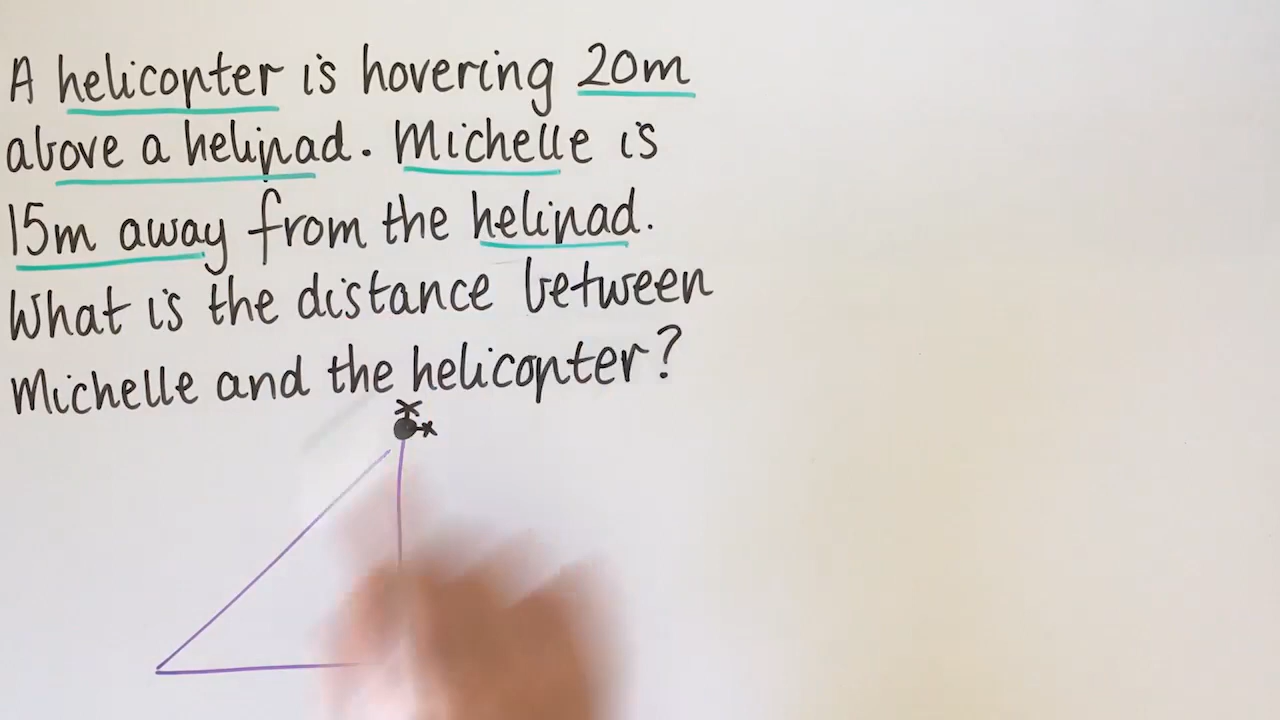 A helicopter is hovering 20m
above a helipad. Michelle is
15m away from the helipad.
What is the distance between
Michelle and the helicopter?